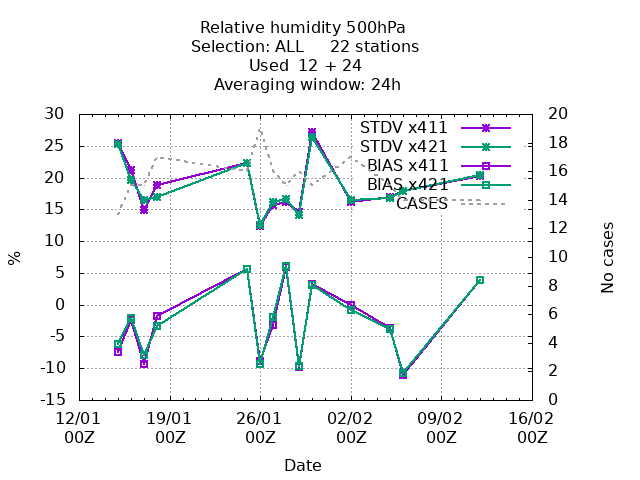 Relative humidity 500hPa
Selection: ALL     22 stations
Used  12 + 24
Averaging window: 24h
30
25
20
15
10
5
0
-5
-10
-15
%
STDV x411
STDV x421
BIAS x411
BIAS x421
CASES
20
18
16
14
12
10
8
6
4
2
0
No cases
12/01 19/01 26/01 02/02 09/02 16/02
00Z 00Z 00Z 00Z 00Z 00Z
Date